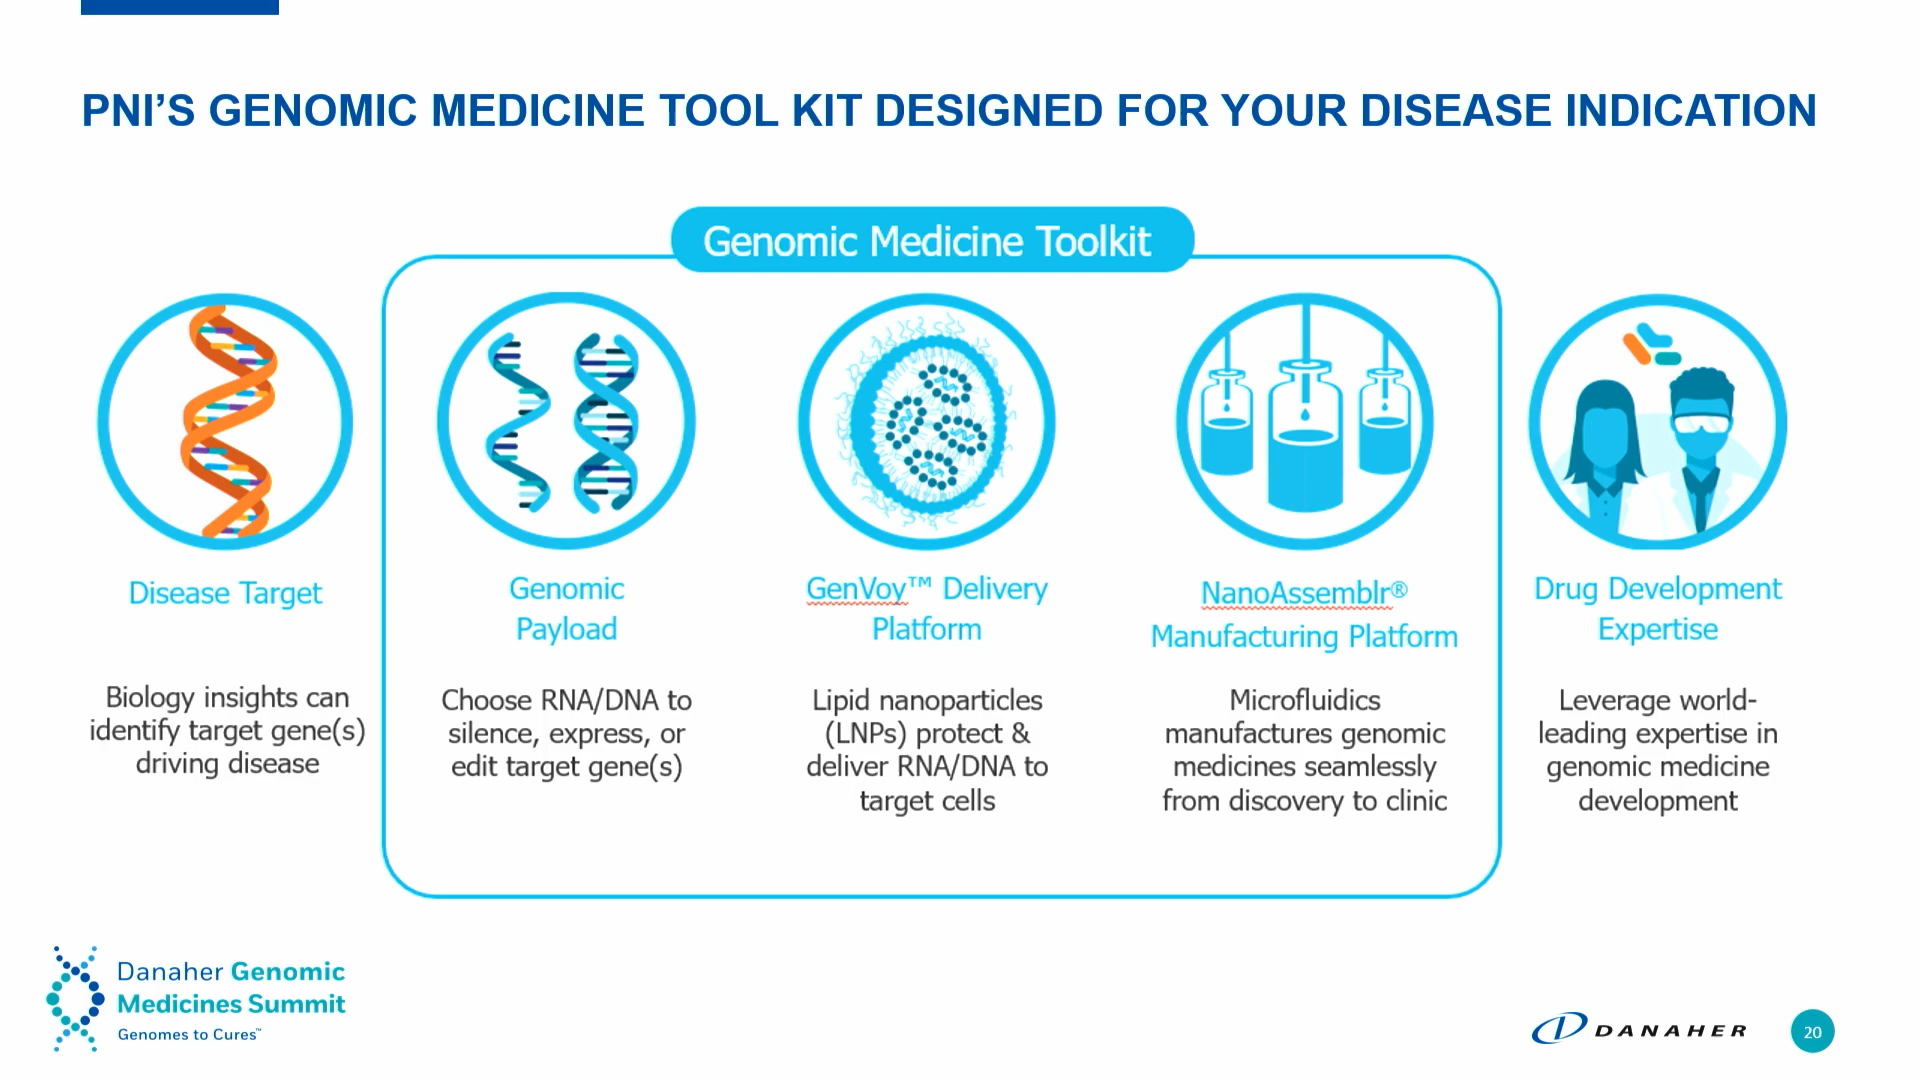 PNI’S GENOMIC MEDICINE TOOL KIT DESIGNED FOR YOUR DISEASE INDICATION
Genomic Medicine Toolkit
Disease Target
Biology insights can
identify target gene(s)
driving disease
Genomic
Payload
Choose RNA/DNA to
silence, express, or
edit target gene(s)
GenVoy™ Delivery
Platform
Lipid nanoparticles
(LNPs) protect &
deliver RNA/DNA to
target cells
NanoAssemblr®
Manufacturing Platform
Microfluidics
manufactures genomic
medicines seamlessly
from discovery to clinic
Drug Development
Expertise
Leverage world-
leading expertise in
genomic medicine
development
Danaher Genomic
Medicines Summit
Genomes to Cures™
DANAHER
20